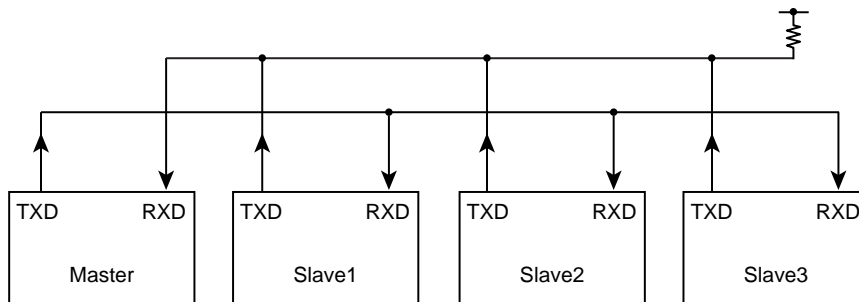 TXD RXD TXD RXD TXD RXD TXD RXD
Master Slave1 Slave2 Slave3